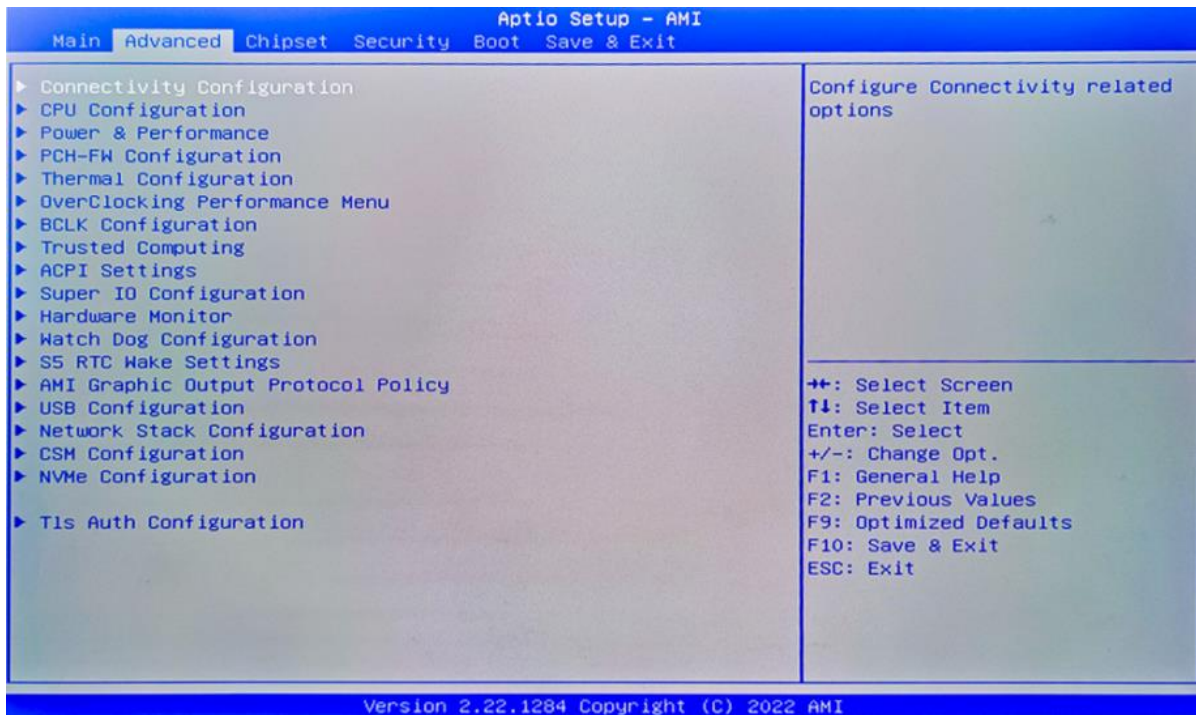 Aptio Setup – AMI
Main Advanced Chipset Security Boot Save & Exit
▶ Connectivity Configuration
▶ CPU Configuration
▶ Power & Performance
▶ PCH-FW Configuration
▶ Thermal Configuration
▶ OverClocking Performance Menu
▶ BCLK Configuration
▶ Trusted Computing
▶ ACPI Settings
▶ Super IO Configuration
▶ Hardware Monitor
▶ Watch Dog Configuration
▶ S5 RTC Wake Settings
▶ AMI Graphic Output Protocol Policy
▶ USB Configuration
▶ Network Stack Configuration
▶ CSM Configuration
▶ NVMe Configuration
▶ Tls Auth Configuration
Configure Connectivity related
options
→←: Select Screen
↑↓: Select Item
Enter: Select
+/-: Change Opt.
F1: General Help
F2: Previous Values
F9: Optimized Defaults
F10: Save & Exit
ESC: Exit
Version 2.22.1284 Copyright (C) 2022 AMI